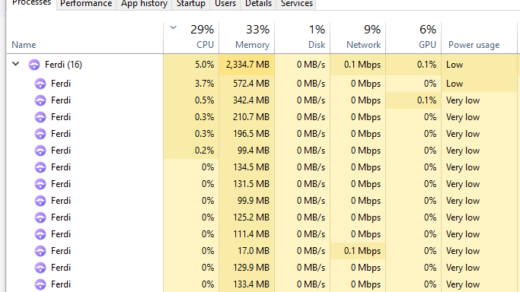 Processes Performance App history Startup Users Details Services
29% 33% 1% 9% 6%
Name CPU Memory Disk Network GPU Power usage
Ferdi (16) 5.0% 2,334.7 MB 0 MB/s 0.1 Mbps 0.1% Low
Ferdi 3.7% 572.4 MB 0 MB/s 0 Mbps 0% Low
Ferdi 0.5% 342.4 MB 0 MB/s 0 Mbps 0.1% Very low
Ferdi 0.3% 210.7 MB 0 MB/s 0 Mbps 0% Very low
Ferdi 0.3% 196.5 MB 0 MB/s 0 Mbps 0% Very low
Ferdi 0.2% 99.4 MB 0 MB/s 0 Mbps 0% Very low
Ferdi 0% 134.5 MB 0 MB/s 0 Mbps 0% Very low
Ferdi 0% 131.5 MB 0 MB/s 0 Mbps 0% Very low
Ferdi 0% 99.9 MB 0 MB/s 0 Mbps 0% Very low
Ferdi 0% 125.2 MB 0 MB/s 0 Mbps 0% Very low
Ferdi 0% 111.4 MB 0 MB/s 0 Mbps 0% Very low
Ferdi 0% 17.0 MB 0 MB/s 0.1 Mbps 0% Very low
Ferdi 0% 129.9 MB 0 MB/s 0 Mbps 0% Very low
Ferdi 0% 133.4 MB 0 MB/s 0 Mbps 0% Very low